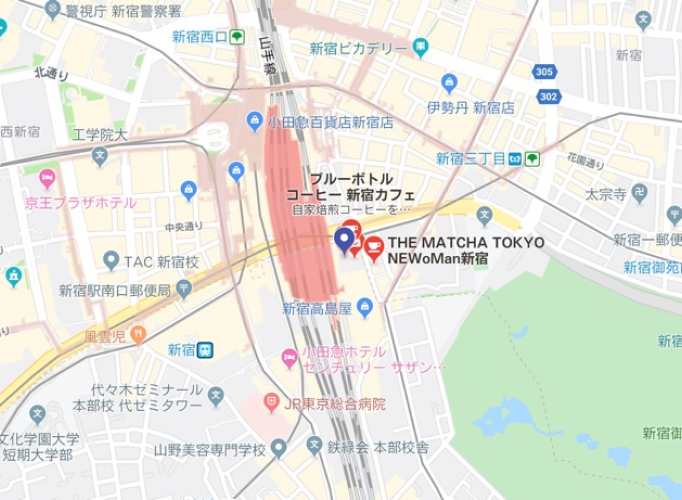 警視庁 新宿警察署
新宿西口
山手線
新宿ピカデリー
新宿
北通り
305
302
伊勢丹 新宿店
小田急百貨店新宿店
西新宿
工学院大
新宿三丁目
花園通り
ブルーボトル
コーヒー 新宿カフェ
自家焙煎コーヒーを…
太宗寺
京王プラザホテル
中央通り
THE MATCHA TOKYO
NEWoMan新宿
新宿一郵便
TAC 新宿校
新宿御苑前
新宿駅南口郵便局
新宿高島屋
風雲児
新宿
小田急ホテル
センチュリー サザン…
代々木ゼミナール
本部校 代ゼミタワー
JR東京総合病院
文化学園大学
短期大学部
山野美容専門学校
鉄緑会 本部校舎
新宿御